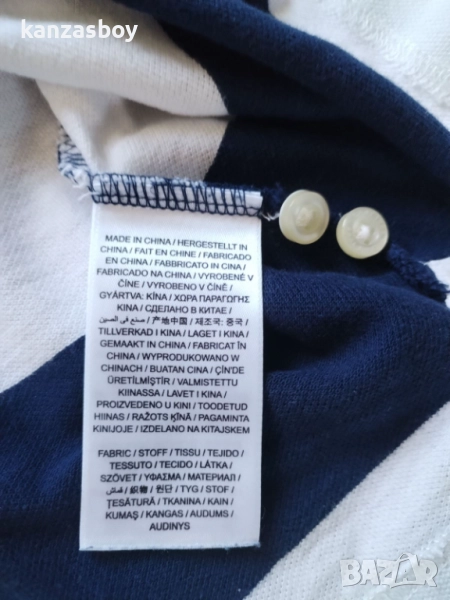 kanzasboy
MADE IN CHINA / HERGESTELLT IN
CHINA / FAIT EN CHINE / FABRICADO
EN CHINA / FABBRICATO IN CINA /
FABRICADO NA CHINA / VYROBENÉ V
ČÍNE / VYROBENO V ČÍNĚ /
GYÁRTVA: KÍNA / ΧΩΡΑ ΠΑΡΑΓΩΓΗΣ
KINA / СДЕЛАНО В КИТАЕ /
صنع في الصين / 产地中国 / 제조국: 중국 /
TILLVERKAD I KINA / LAGET I KINA /
GEMAAKT IN CHINA / FABRICAT ÎN
CHINA / WYPRODUKOWANO W
CHINACH / BUATAN CINA / ÇİN'DE
ÜRETİLMİŞTİR / VALMISTETTU
KIINASSA / LAVET I KINA /
PROIZVEDENO U KINI / TOODETUD
HIINAS / RAŽOTS ĶĪNĀ / PAGAMINTA
KINIJOJE / IZDELANO NA KITAJSKEM
FABRIC / STOFF / TISSU / TEJIDO /
TESSUTO / TECIDO / LÁTKA /
SZÖVET / ΥΦΑΣΜΑ / МАТЕРИАЛ /
قماش / 织物 / 원단 / TYG / STOF /
ȚESĂTURĂ / TKANINA / KAIN /
KUMAŞ / KANGAS / AUDUMS /
AUDINYS
BAZAR